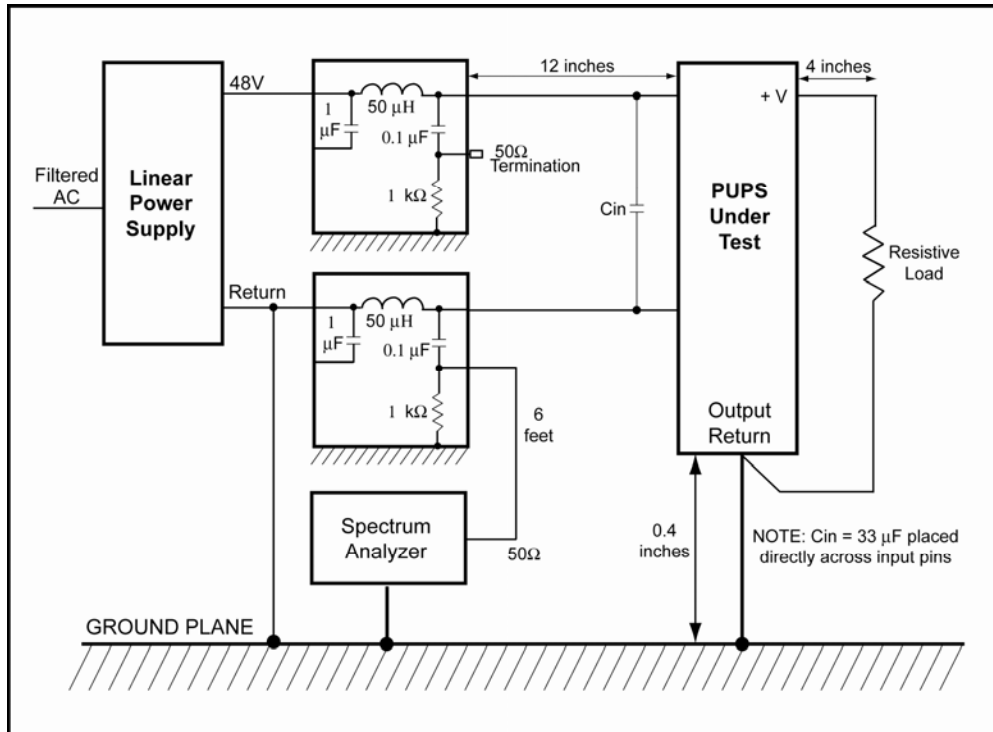 12 inches
4 inches
48V
+ V
1
µF
50 µH
0.1 µF
50Ω
Termination
1 kΩ
Filtered
AC
Linear
Power
Supply
PUPS
Under
Test
Cin
Resistive
Load
Return
1
µF
50 µH
0.1 µF
1 kΩ
6
feet
Output
Return
Spectrum
Analyzer
50Ω
0.4
inches
NOTE: Cin = 33 µF placed
directly across input pins
GROUND PLANE